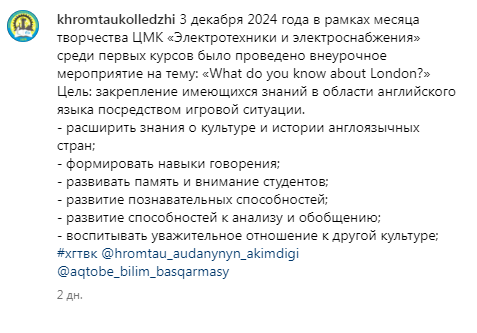 khromtaukolledzhi 3 декабря 2024 года в рамках месяца
творчества ЦМК «Электротехники и электроснабжения»
среди первых курсов было проведено внеурочное
мероприятие на тему: «What do you know about London?»
Цель: закрепление имеющихся знаний в области английского
языка посредством игровой ситуации.
- расширить знания о культуре и истории англоязычных
стран;
- формировать навыки говорения;
- развивать память и внимание студентов;
- развитие познавательных способностей;
- развитие способностей к анализу и обобщению;
- воспитывать уважительное отношение к другой культуре;
#хгтвк @hromtau_audanynyn_akimdigi
@aqtobe_bilim_basqarmasy
2 дн.